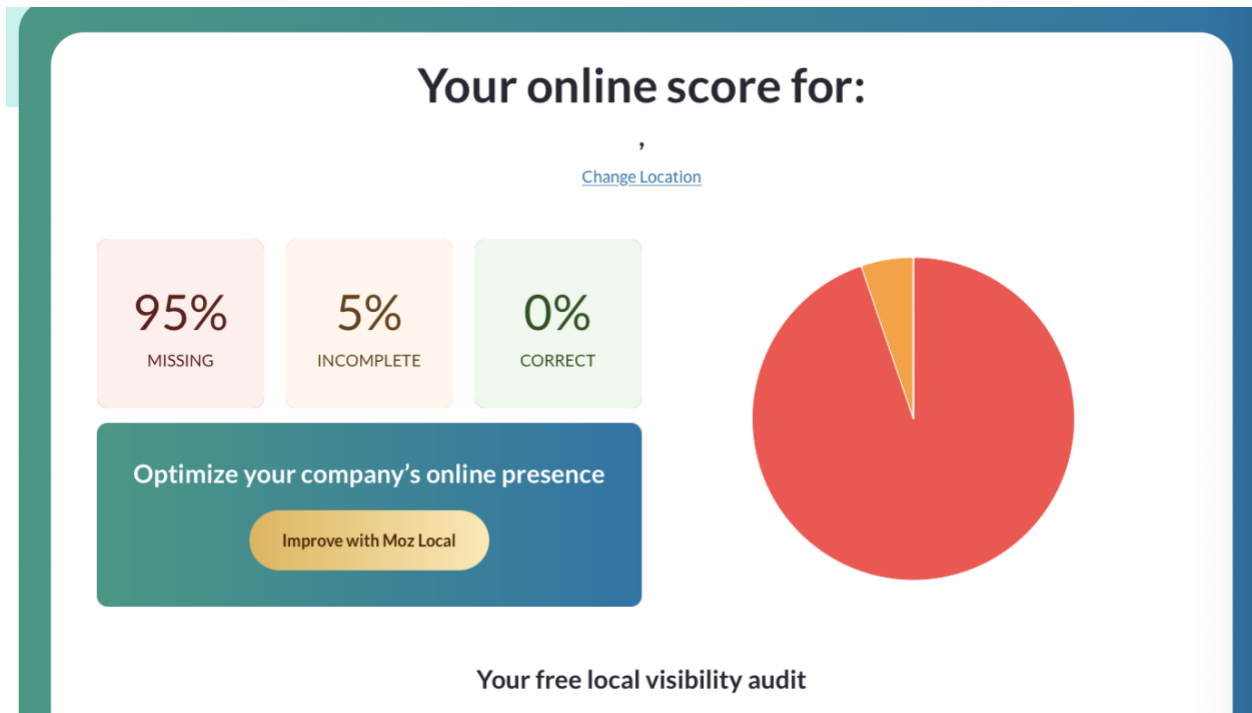 Your online score for:
,
Change Location
95%
MISSING
5%
INCOMPLETE
0%
CORRECT
Optimize your company’s online presence
Improve with Moz Local
Your free local visibility audit